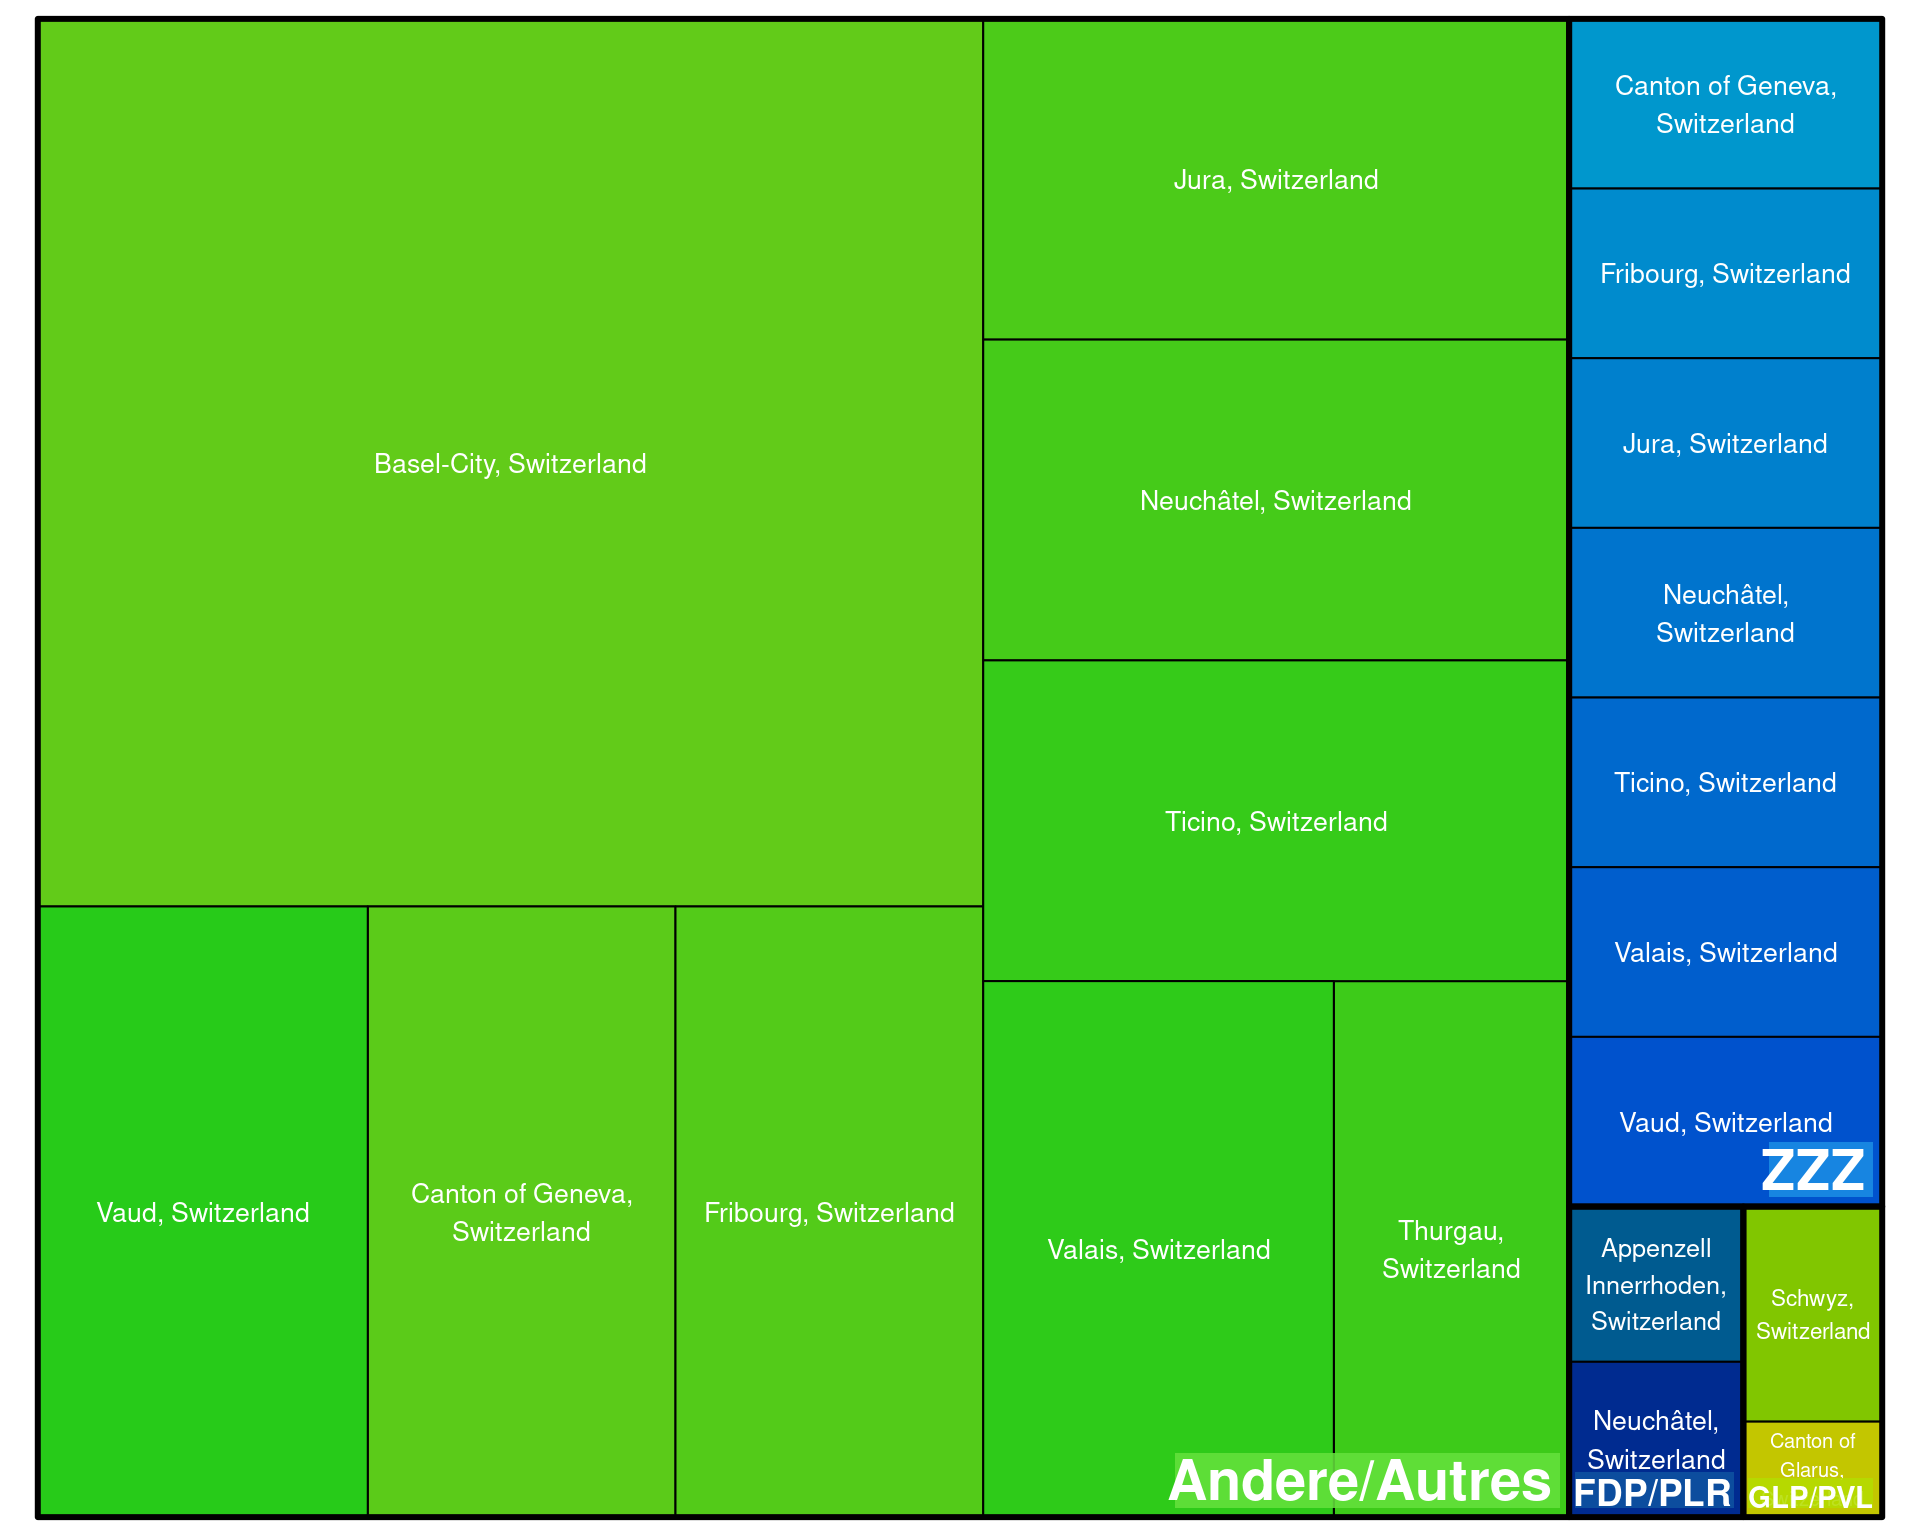 Basel-City, Switzerland
Vaud, Switzerland
Canton of Geneva,
Switzerland
Fribourg, Switzerland
Jura, Switzerland
Neuchâtel, Switzerland
Ticino, Switzerland
Valais, Switzerland
Thurgau,
Switzerland
Andere/Autres
Canton of Geneva,
Switzerland
Fribourg, Switzerland
Jura, Switzerland
Neuchâtel,
Switzerland
Ticino, Switzerland
Valais, Switzerland
Vaud, Switzerland
ZZZ
Appenzell
Innerrhoden,
Switzerland
Neuchâtel,
Switzerland
FDP/PLR
Schwyz,
Switzerland
Canton of
Glarus,
GLP/PVL